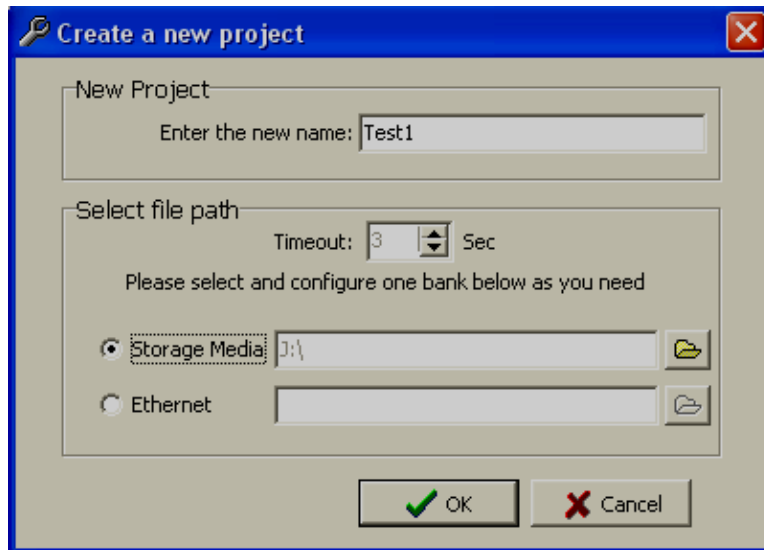 Create a new project
New Project
Enter the new name: Test1
Select file path
Timeout: 3 Sec
Please select and configure one bank below as you need
Storage Media J:\
Ethernet
OK Cancel